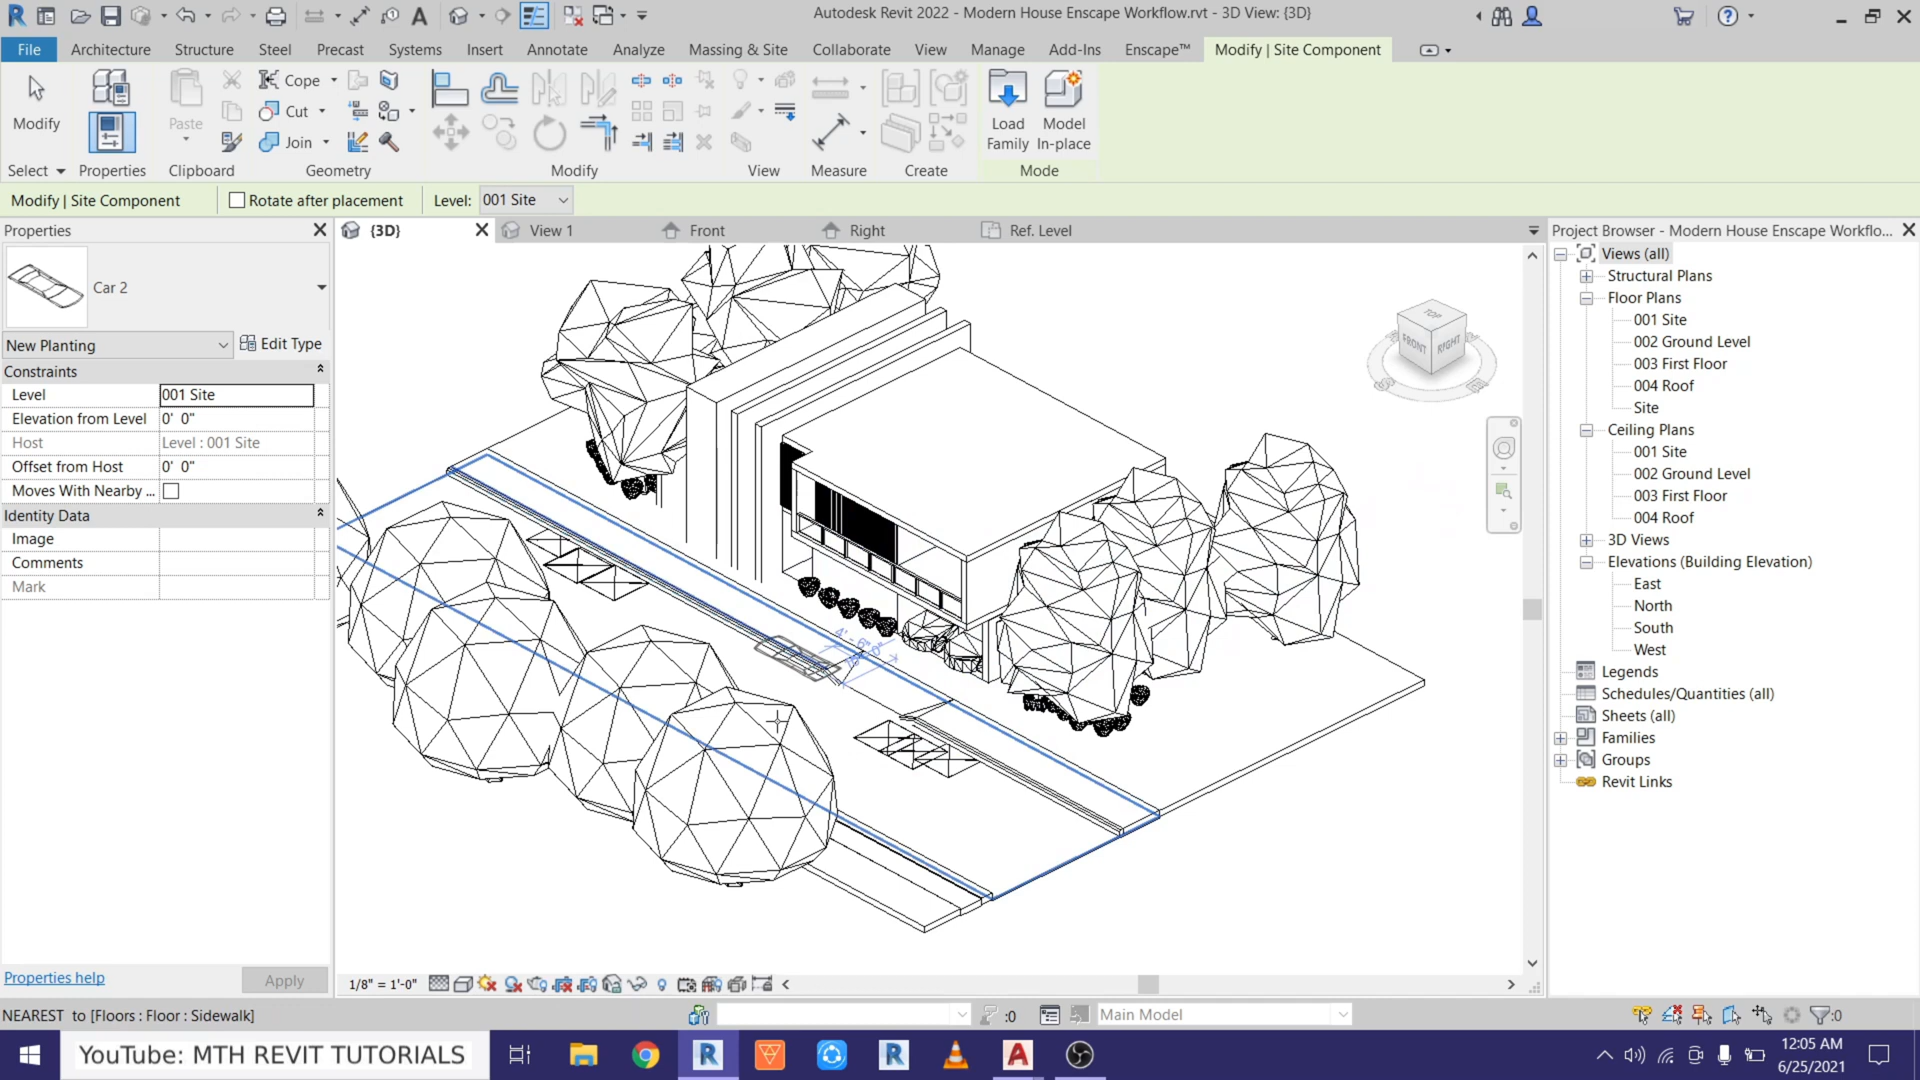 Autodesk Revit 2022 - Modern House Enscape Workflow.rvt - 3D View: {3D}
File Architecture Structure Steel Precast Systems Insert Annotate Analyze Massing & Site Collaborate View Manage Add-Ins Enscape™ Modify | Site Component
Modify Paste Cope Cut Join Load Family Model In-place
Select Properties Clipboard Geometry Modify View Measure Create Mode
Modify | Site Component Rotate after placement Level: 001 Site
Properties
Car 2
New Planting Edit Type
Constraints
Level 001 Site
Elevation from Level 0' 0"
Host Level : 001 Site
Offset from Host 0' 0"
Moves With Nearby ...
Identity Data
Image
Comments
Mark
Properties help Apply
{3D} View 1 Front Right Ref. Level
TOP
FRONT RIGHT
4' - 6"
1/8" = 1'-0"
Project Browser - Modern House Enscape Workflo...
Views (all)
Structural Plans
Floor Plans
001 Site
002 Ground Level
003 First Floor
004 Roof
Site
Ceiling Plans
001 Site
002 Ground Level
003 First Floor
004 Roof
3D Views
Elevations (Building Elevation)
East
North
South
West
Legends
Schedules/Quantities (all)
Sheets (all)
Families
Groups
Revit Links
NEAREST to [Floors : Floor : Sidewalk] :0 Main Model :0
YouTube: MTH REVIT TUTORIALS
12:05 AM
6/25/2021